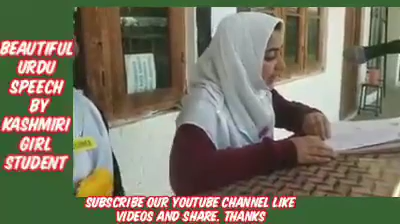 BEAUTIFUL
URDU
SPEECH
BY
KASHMIRI
GIRL
STUDENT
SUBSCRIBE OUR YOUTUBE CHANNEL LIKE
VIDEOS AND SHARE. THANKS